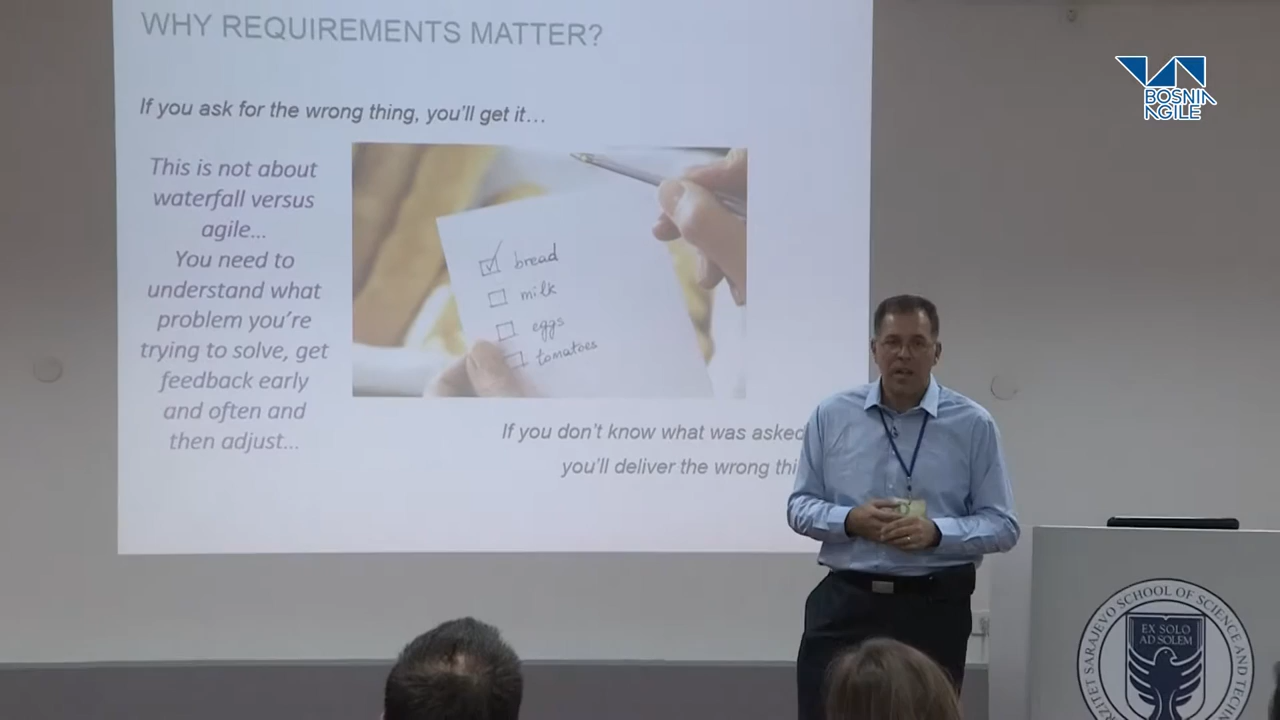 WHY REQUIREMENTS MATTER?
If you ask for the wrong thing, you'll get it...
This is not about
waterfall versus
agile...
You need to
understand what
problem you're
trying to solve, get
feedback early
and often and
then adjust...
bread
milk
eggs
tomatoes
If you don't know what was asked
you'll deliver the wrong
BOSNIA
AGILE
SARAJEVO SCHOOL OF SCIENCE AND
EX SOLO
AD SOLEM